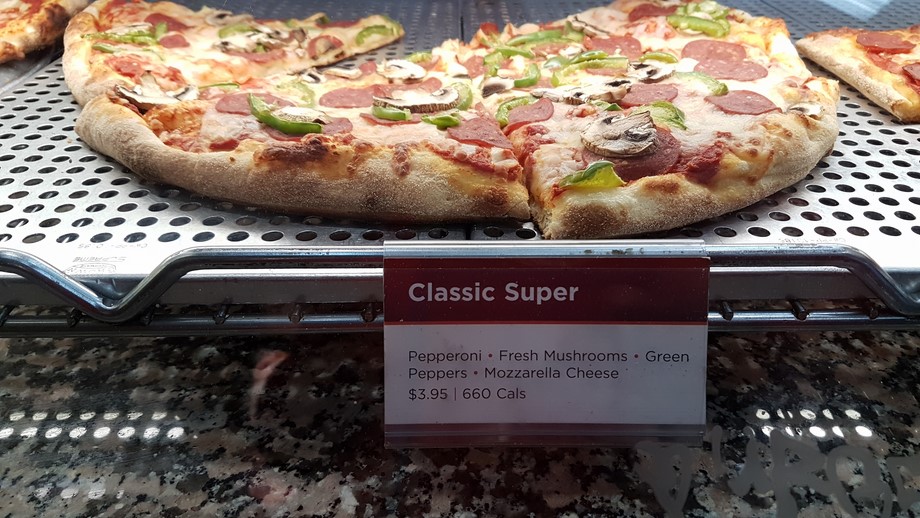 Classic Super
Pepperoni • Fresh Mushrooms • Green
Peppers • Mozzarella Cheese
$3.95 | 660 Cals